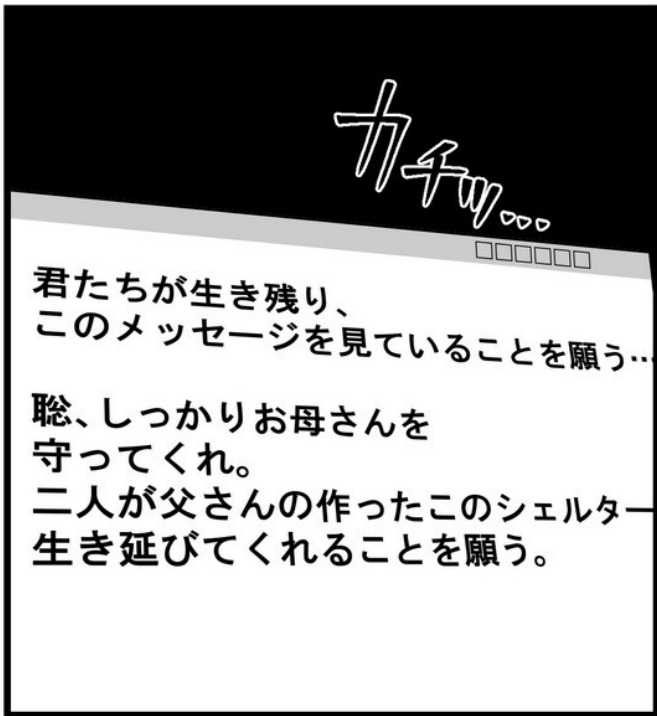 カチッ...
□□□□□□
君たちが生き残り、
このメッセージを見ていることを願う…
聡、しっかりお母さんを
守ってくれ。
二人が父さんの作ったこのシェルター
生き延びてくれることを願う。